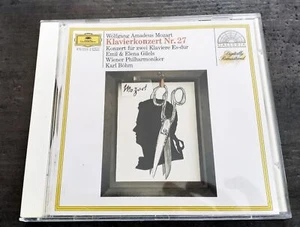 Wolfgang Amadeus Mozart
Klavierkonzert Nr. 27
Konzert für zwei Klaviere Es-dur
Emil & Elena Gilels
Wiener Philharmoniker
Karl Böhm
Mozart